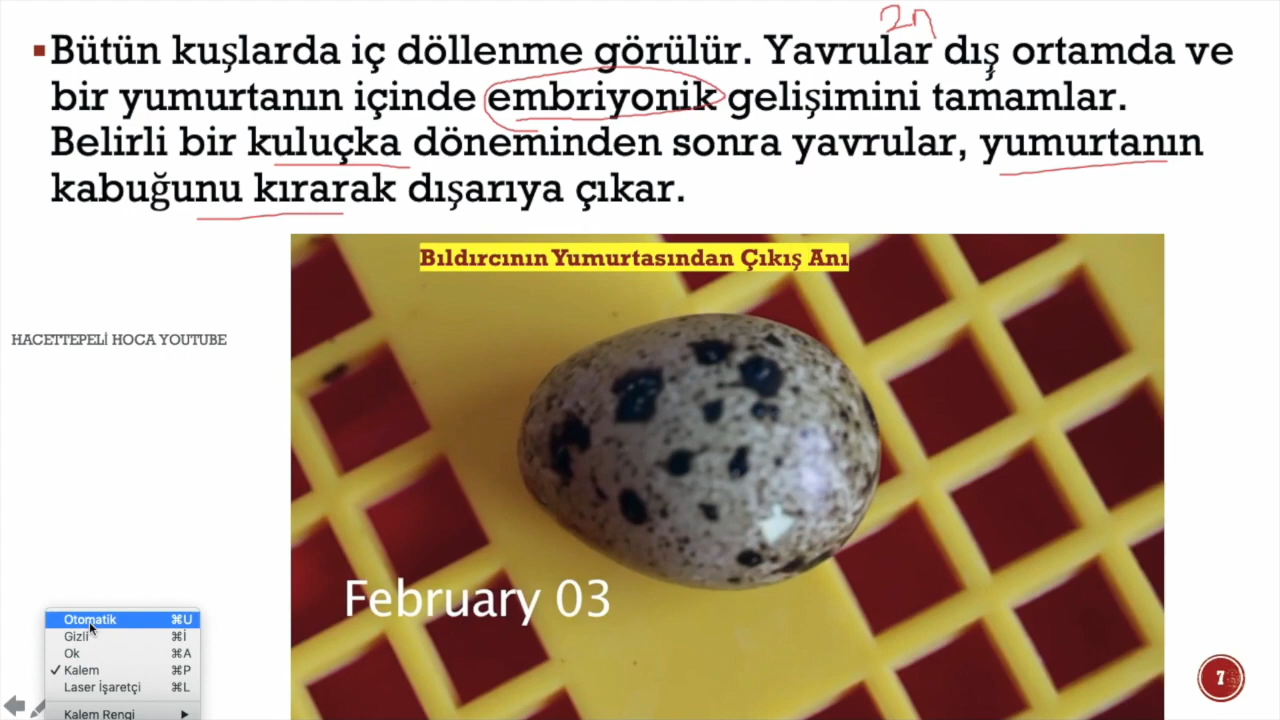 2n
Bütün kuşlarda iç döllenme görülür. Yavrular dış ortamda ve
bir yumurtanın içinde embriyonik gelişimini tamamlar.
Belirli bir kuluçka döneminden sonra yavrular, yumurtanın
kabuğunu kırarak dışarıya çıkar.
Bıldırcının Yumurtasından Çıkış Anı
HACETTEPELİ HOCA YOUTUBE
February 03
Otomatik ⌘U
Gizli ⌘İ
Ok ⌘A
✓ Kalem ⌘P
Laser İşaretçi ⌘L
Kalem Rengi ▶
7